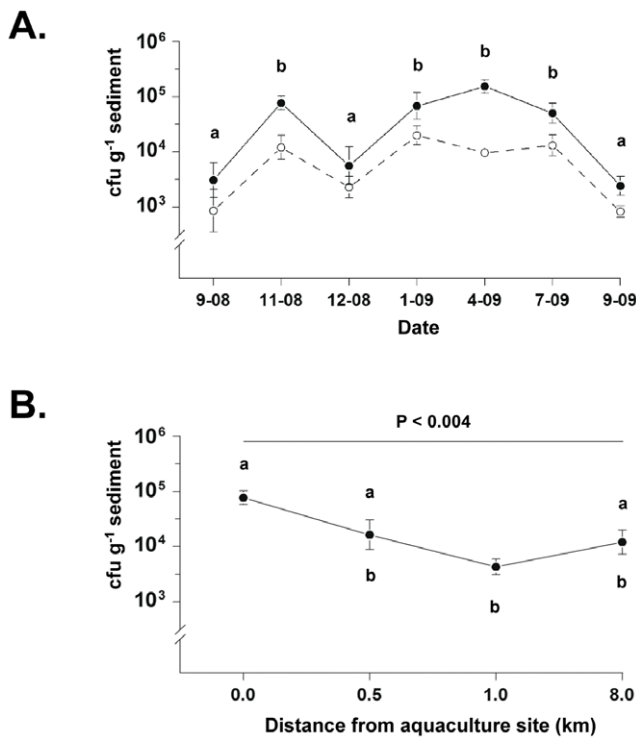 A.
cfu g⁻¹ sediment
10⁶
10⁵
10⁴
10³
a b a b b b a
9-08 11-08 12-08 1-09 4-09 7-09 9-09
Date
B.
P < 0.004
cfu g⁻¹ sediment
10⁶
10⁵
10⁴
10³
a a a
b b b
0.0 0.5 1.0 8.0
Distance from aquaculture site (km)